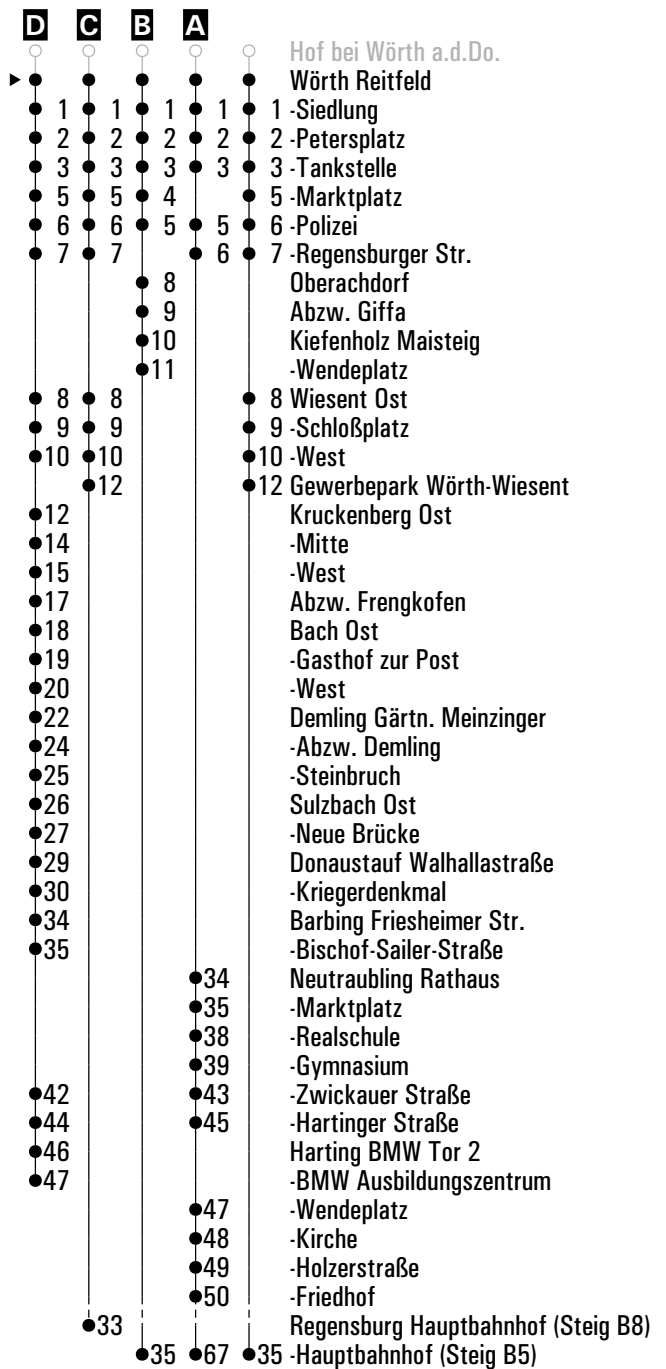 D C B A
Hof bei Wörth a.d.Do.
Wörth Reitfeld
1 1 1 1 1 -Siedlung
2 2 2 2 2 -Petersplatz
3 3 3 3 3 -Tankstelle
5 5 4 5 -Marktplatz
6 6 5 5 6 -Polizei
7 7 6 7 -Regensburger Str.
8 Oberachdorf
9 Abzw. Giffa
10 Kiefenholz Maisteig
11 -Wendeplatz
8 8 8 Wiesent Ost
9 9 9 -Schloßplatz
10 10 10 -West
12 12 Gewerbepark Wörth-Wiesent
12 Kruckenberg Ost
14 -Mitte
15 -West
17 Abzw. Frengkofen
18 Bach Ost
19 -Gasthof zur Post
20 -West
22 Demling Gärtn. Meinzinger
24 -Abzw. Demling
25 -Steinbruch
26 Sulzbach Ost
27 -Neue Brücke
29 Donaustauf Walhallastraße
30 -Kriegerdenkmal
34 Barbing Friesheimer Str.
35 -Bischof-Sailer-Straße
34 Neutraubling Rathaus
35 -Marktplatz
38 -Realschule
39 -Gymnasium
42 43 -Zwickauer Straße
44 45 -Hartinger Straße
46 Harting BMW Tor 2
47 -BMW Ausbildungszentrum
47 -Wendeplatz
48 -Kirche
49 -Holzerstraße
50 -Friedhof
33 Regensburg Hauptbahnhof (Steig B8)
35 67 35 -Hauptbahnhof (Steig B5)